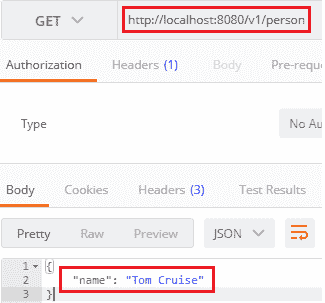 GET http://localhost:8080/v1/person
Authorization Headers (1) Body Pre-reque
Type No Au
Body Cookies Headers (3) Test Results
Pretty Raw Preview JSON
1 {
2 "name": "Tom Cruise"
3 }